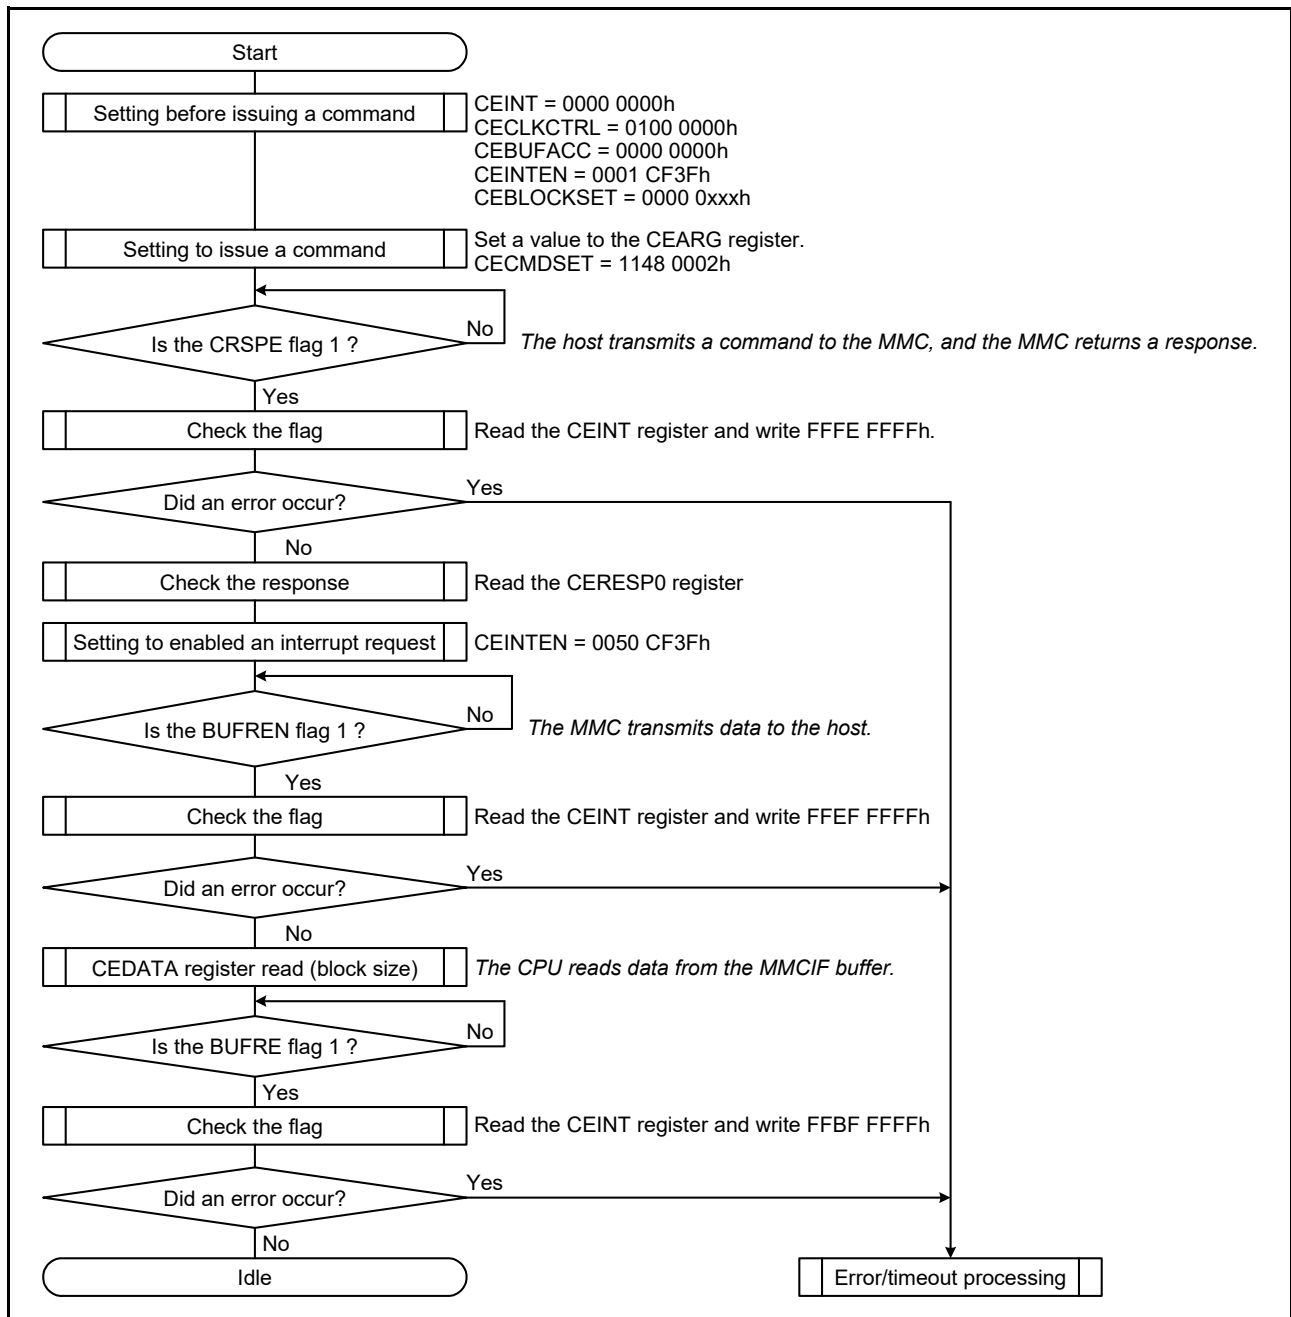 Start
Setting before issuing a command
CEINT = 0000 0000h
CECLKCTRL = 0100 0000h
CEBUFACC = 0000 0000h
CEINTEN = 0001 CF3Fh
CEBLOCKSET = 0000 0xxxh
Setting to issue a command
Set a value to the CEARG register.
CECMDSET = 1148 0002h
Is the CRSPE flag 1 ?
No
The host transmits a command to the MMC, and the MMC returns a response.
Yes
Check the flag
Read the CEINT register and write FFFE FFFFh.
Did an error occur?
Yes
No
Check the response
Read the CERESP0 register
Setting to enabled an interrupt request
CEINTEN = 0050 CF3Fh
Is the BUFREN flag 1 ?
No
The MMC transmits data to the host.
Yes
Check the flag
Read the CEINT register and write FFEF FFFFh
Did an error occur?
Yes
No
CEDATA register read (block size)
The CPU reads data from the MMCIF buffer.
Is the BUFRE flag 1 ?
No
Yes
Check the flag
Read the CEINT register and write FFBF FFFFh
Did an error occur?
Yes
No
Idle
Error/timeout processing